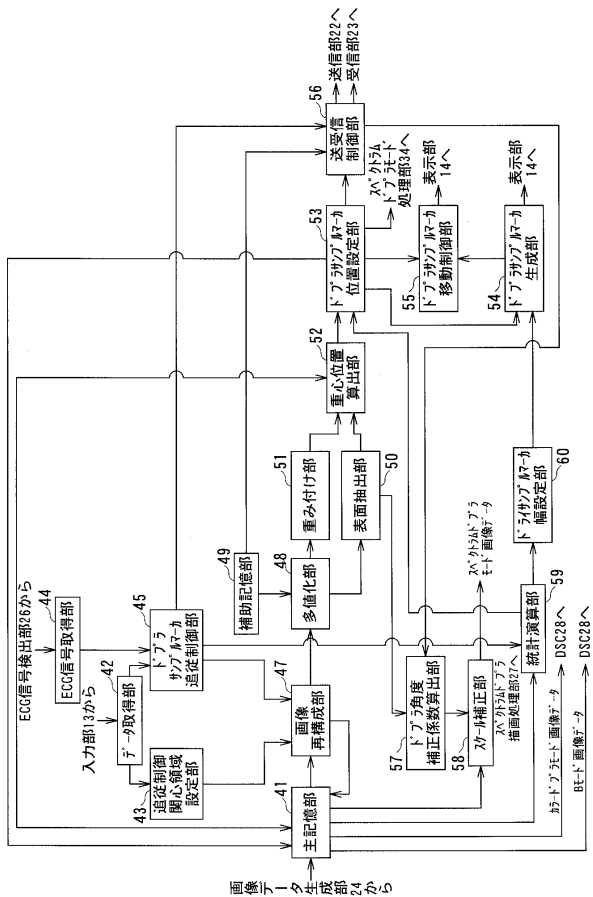 画像データ生成部24から
41
主記憶部
ECG信号検出部26から
44
ECG信号取得部
入力部13から
42
データ取得部
43
追従制御
関心領域
設定部
45
ドプラ
サンプルマーカ
追従制御部
47
画像
再構成部
49
補助記憶部
48
多値化部
51
重み付け部
50
表面抽出部
52
重心位置
算出部
53
ドプラサンプルマーカ
位置設定部
56
送受信
制御部
送信部22へ
受信部23へ
スペクトラム
ドプラモード
処理部34へ
55
ドプラサンプルマーカ
移動制御部
表示部
14へ
54
ドプラサンプルマーカ
生成部
表示部
14へ
57
ドプラ角度
補正係数算出部
58
スケール補正部
スペクトラムドプラ
モード画像データ
スペクトラムドプラ
描画処理部27へ
59
統計演算部
60
ドライサンプルマーカ
幅設定部
カラードプラモード画像データ
DSC28へ
Bモード画像データ
DSC28へ